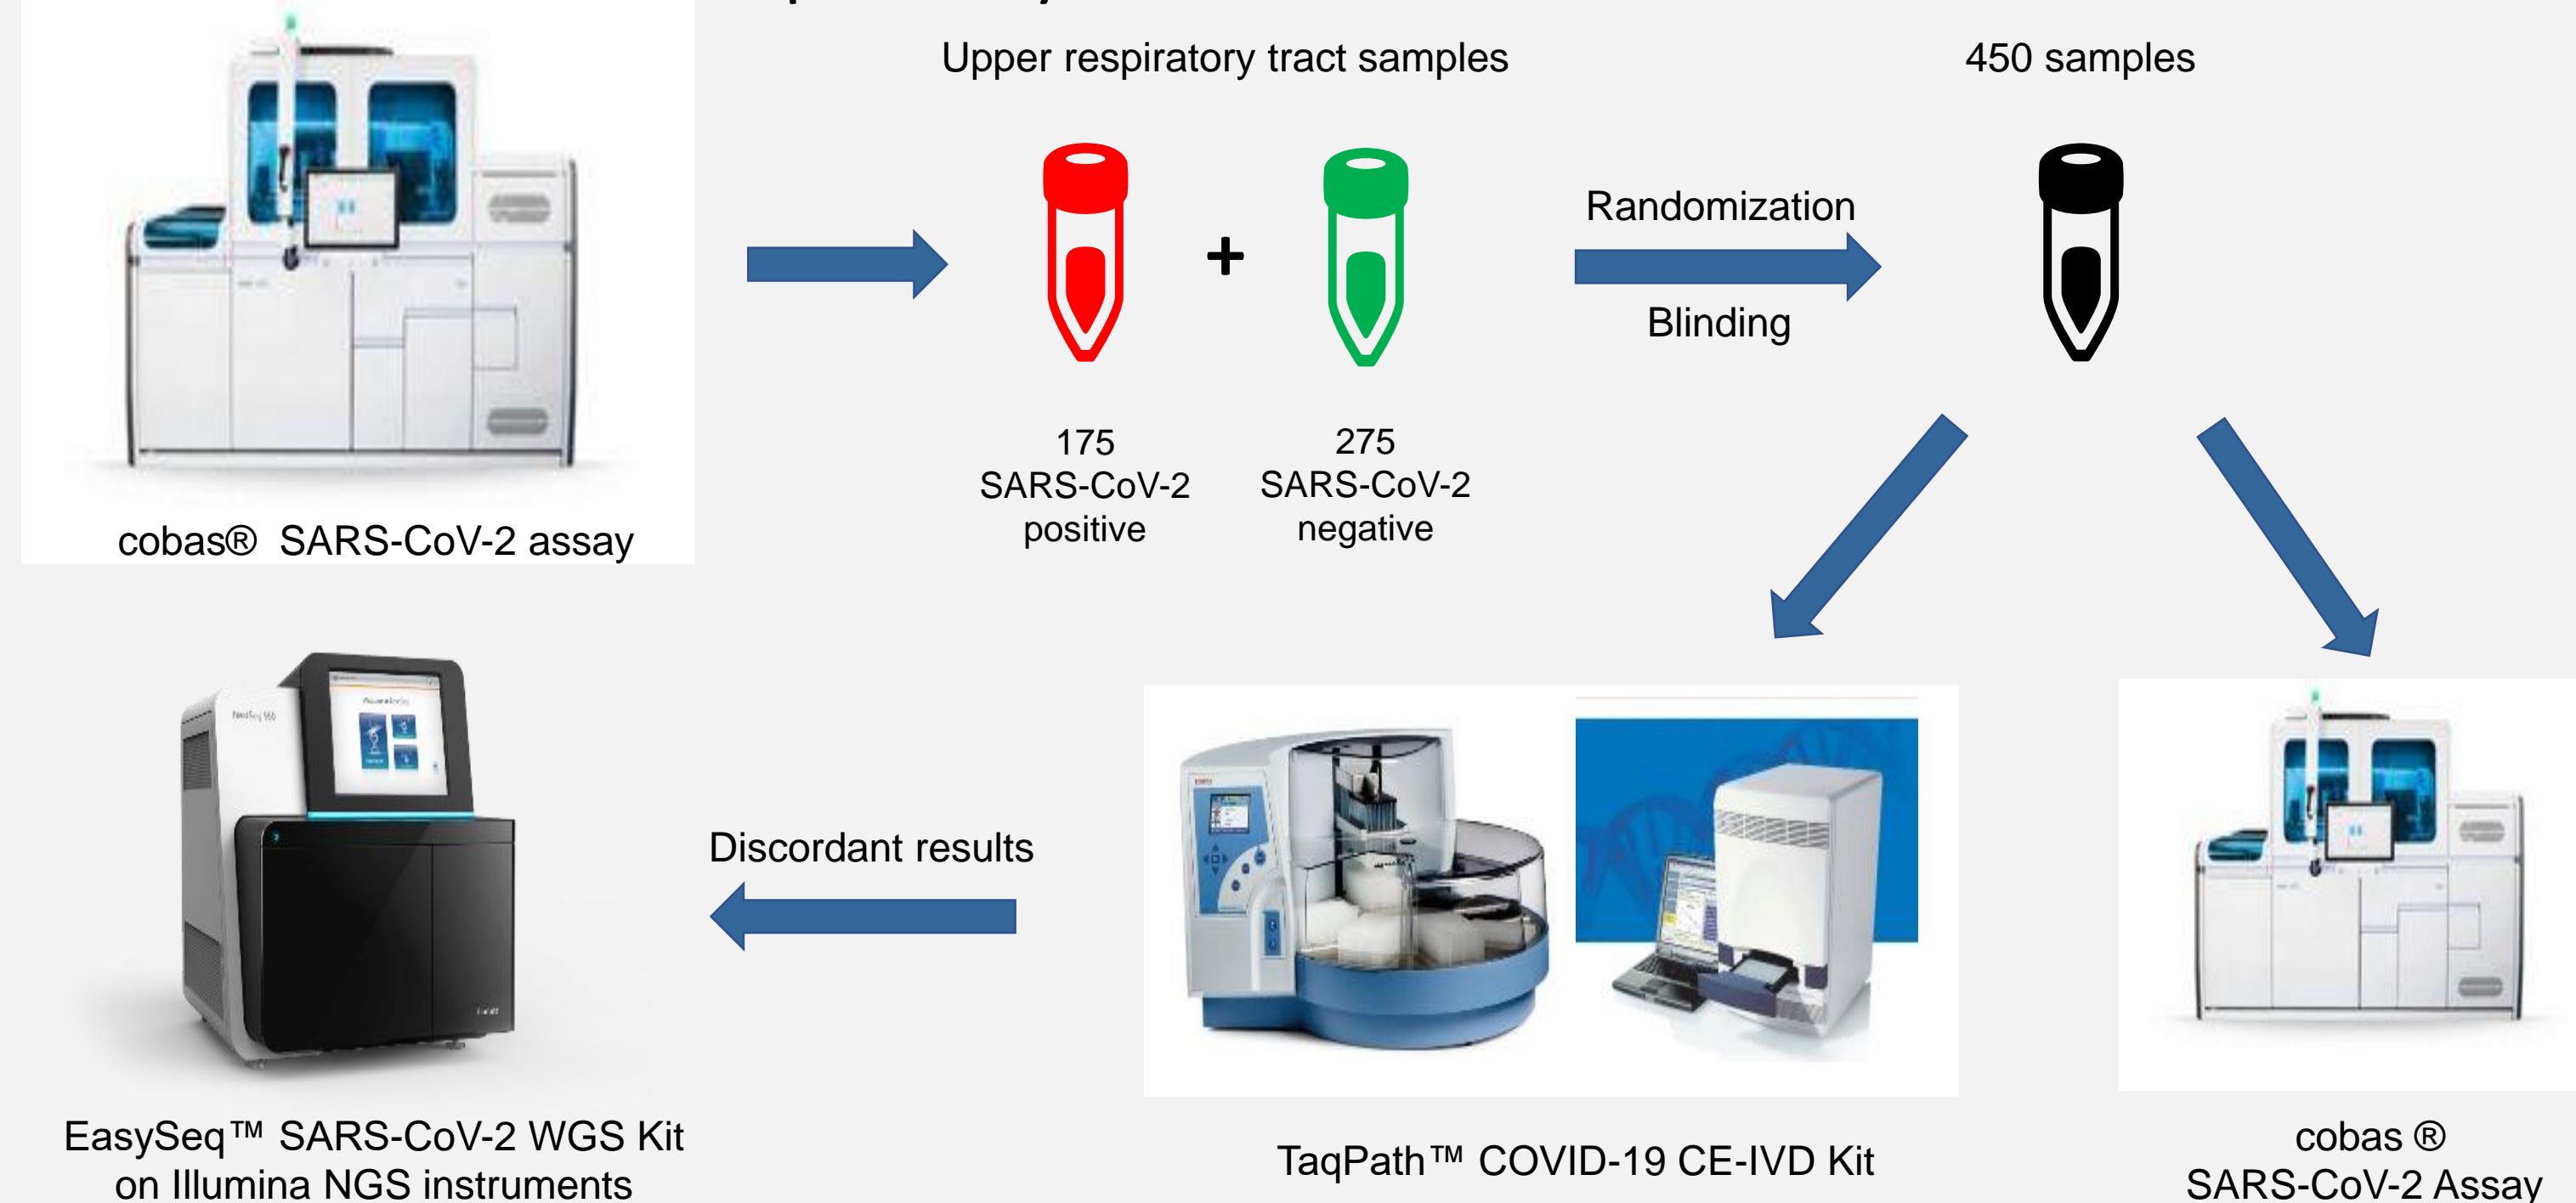 Upper respiratory tract samples
450 samples
Randomization
Blinding
175
SARS-CoV-2
positive
+
275
SARS-CoV-2
negative
cobas® SARS-CoV-2 assay
Discordant results
EasySeq™ SARS-CoV-2 WGS Kit
on Illumina NGS instruments
TaqPath™ COVID-19 CE-IVD Kit
cobas ®
SARS-CoV-2 Assay